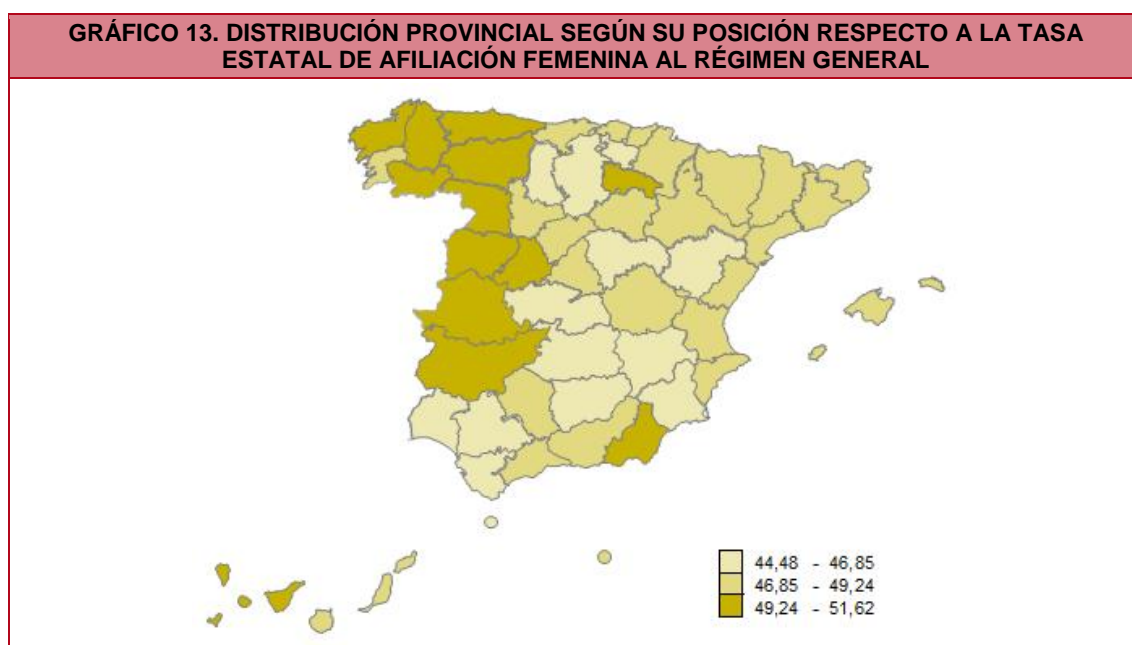 GRÁFICO 13. DISTRIBUCIÓN PROVINCIAL SEGÚN SU POSICIÓN RESPECTO A LA TASA
ESTATAL DE AFILIACIÓN FEMENINA AL RÉGIMEN GENERAL
44,48 - 46,85
46,85 - 49,24
49,24 - 51,62